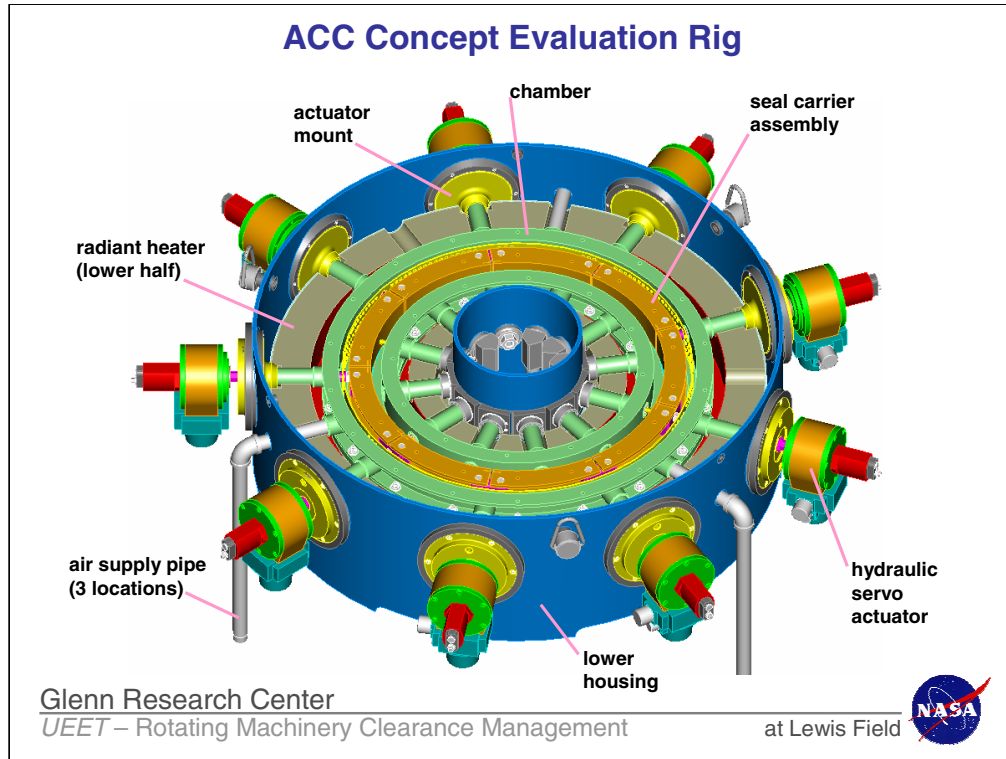 ACC Concept Evaluation Rig
chamber
actuator
mount
seal carrier
assembly
radiant heater
(lower half)
air supply pipe
(3 locations)
hydraulic
servo
actuator
lower
housing
Glenn Research Center
UEET – Rotating Machinery Clearance Management
at Lewis Field
NASA